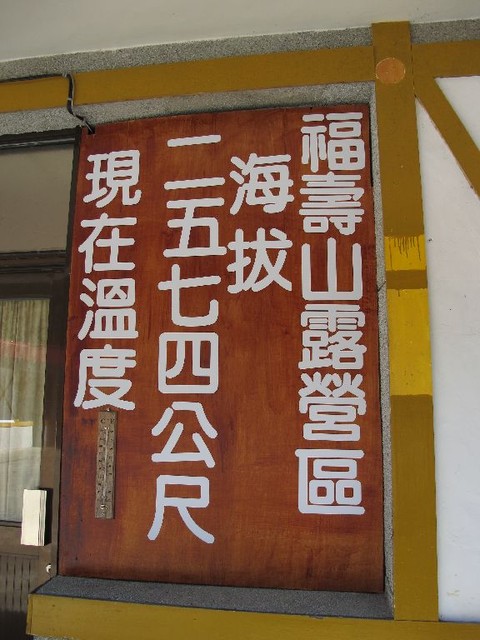 福壽山露營區
海拔
二五七四公尺
現在溫度